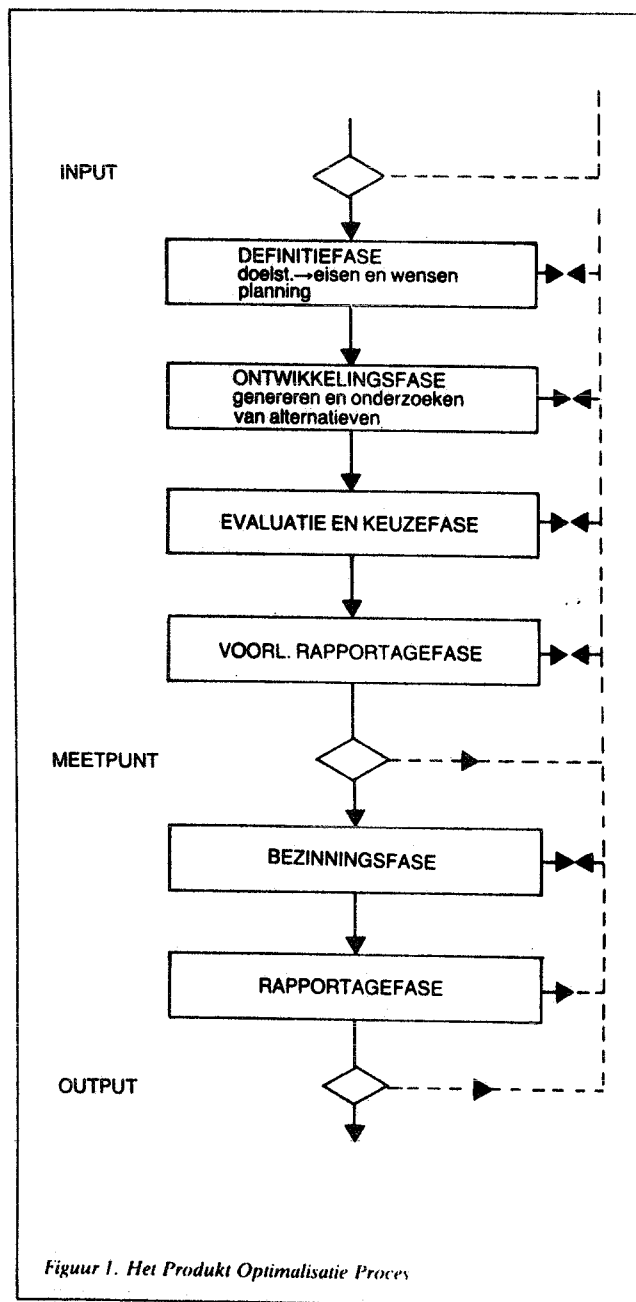 INPUT
DEFINITIEFASE
doelst.→eisen en wensen
planning
ONTWIKKELINGSFASE
genereren en onderzoeken
van alternatieven
EVALUATIE EN KEUZEFASE
VOORL. RAPPORTAGEFASE
MEETPUNT
BEZINNINGSFASE
RAPPORTAGEFASE
OUTPUT
Figuur 1. Het Produkt Optimalisatie Proces